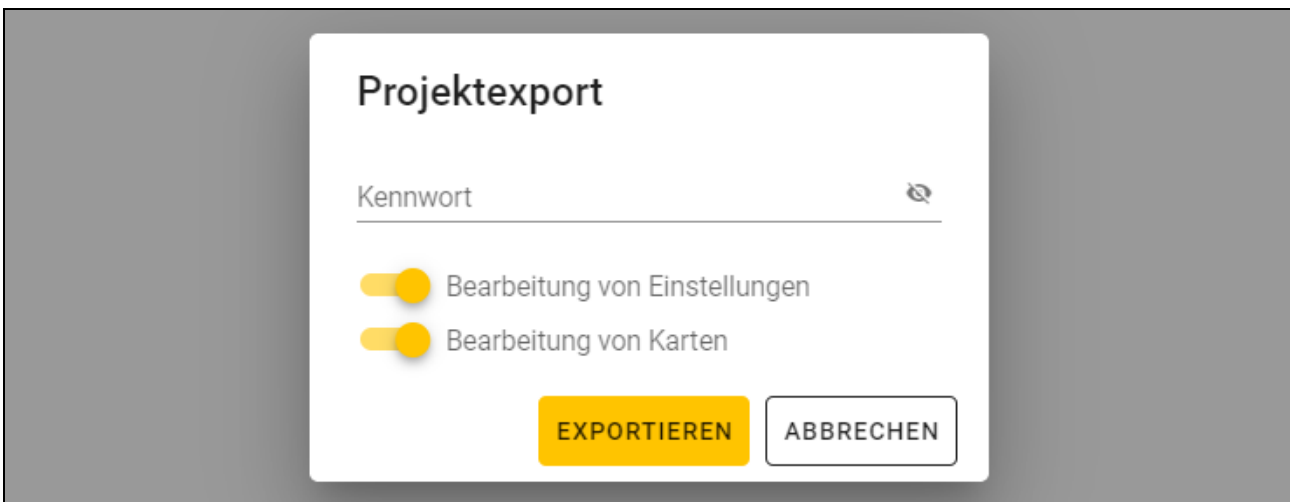 Projektexport
Kennwort
Bearbeitung von Einstellungen
Bearbeitung von Karten
EXPORTIEREN ABBRECHEN